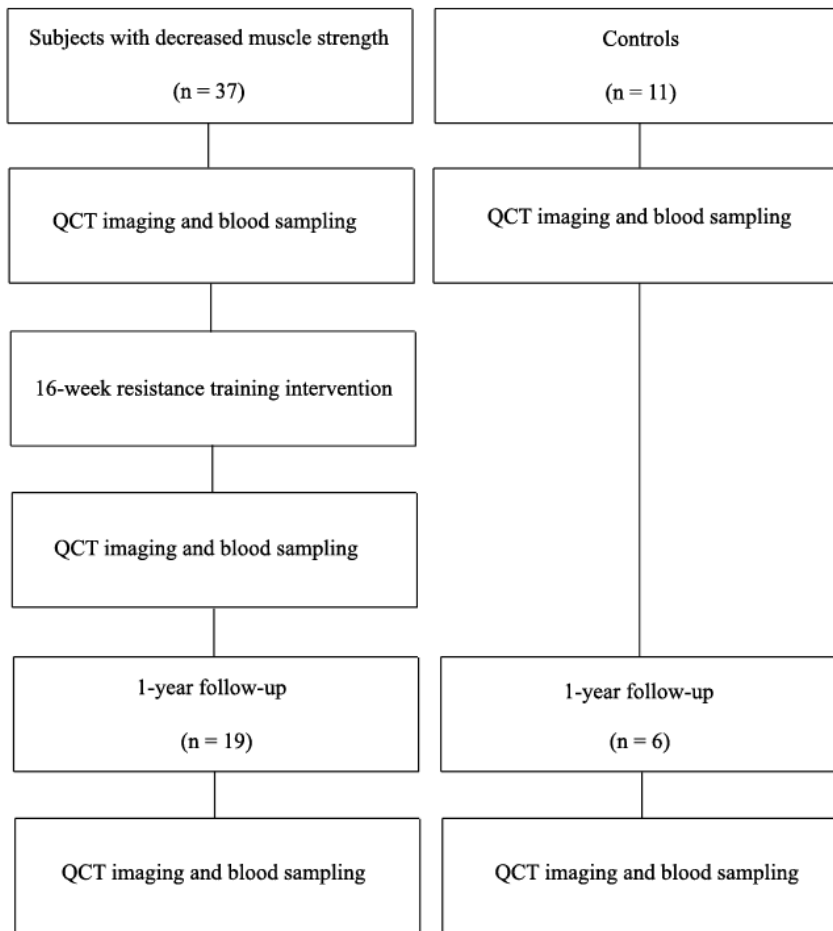 Subjects with decreased muscle strength
(n = 37)
Controls
(n = 11)
QCT imaging and blood sampling
QCT imaging and blood sampling
16-week resistance training intervention
QCT imaging and blood sampling
1-year follow-up
(n = 19)
1-year follow-up
(n = 6)
QCT imaging and blood sampling
QCT imaging and blood sampling